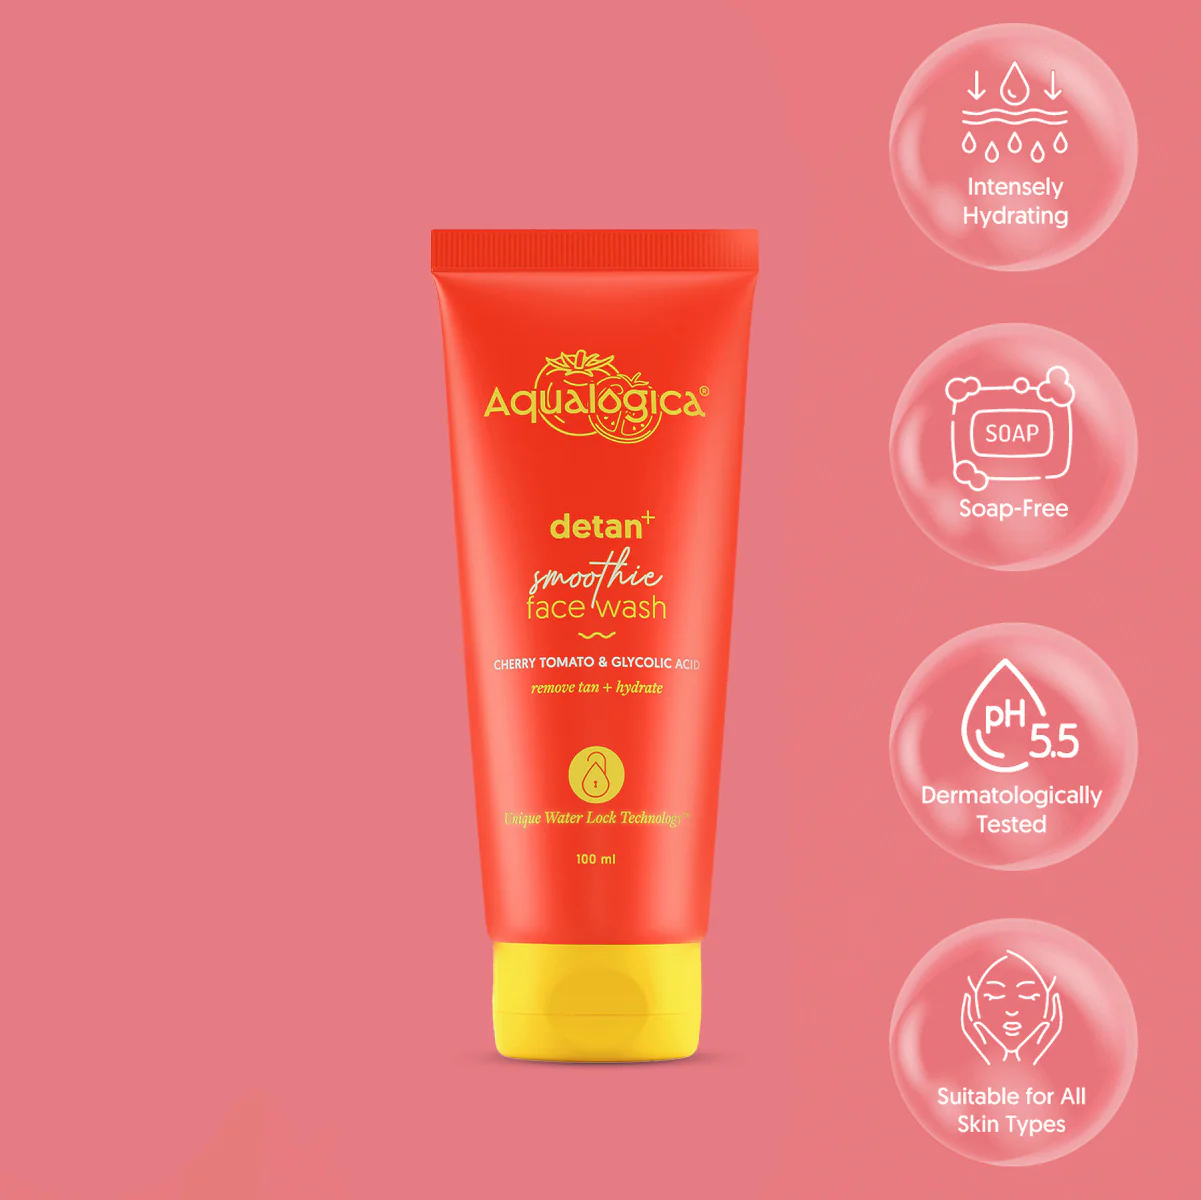 Aqualogica®
detan+
smoothie
face wash
CHERRY TOMATO & GLYCOLIC ACID
remove tan + hydrate
Unique Water Lock Technology™
100 ml
Intensely
Hydrating
SOAP
Soap-Free
pH
5.5
Dermatologically
Tested
Suitable for All
Skin Types